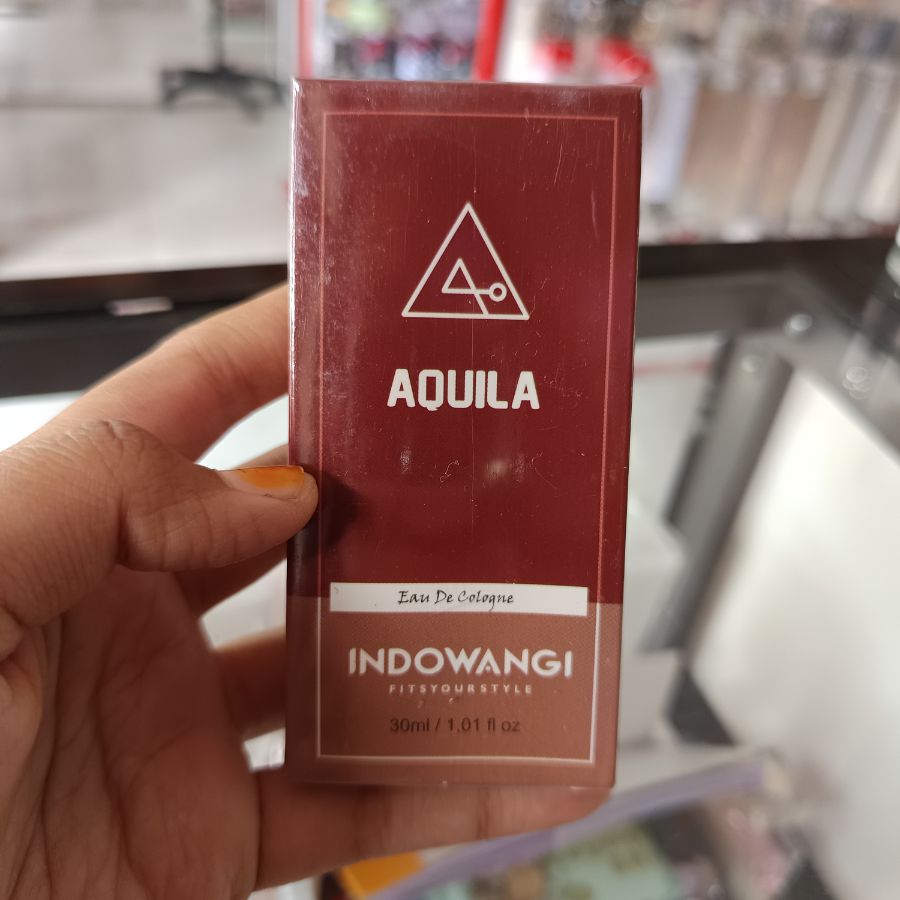 AQUILA
Eau De Cologne
INDOWANGI
FITSYOURSTYLE
30ml / 1,01 fl oz